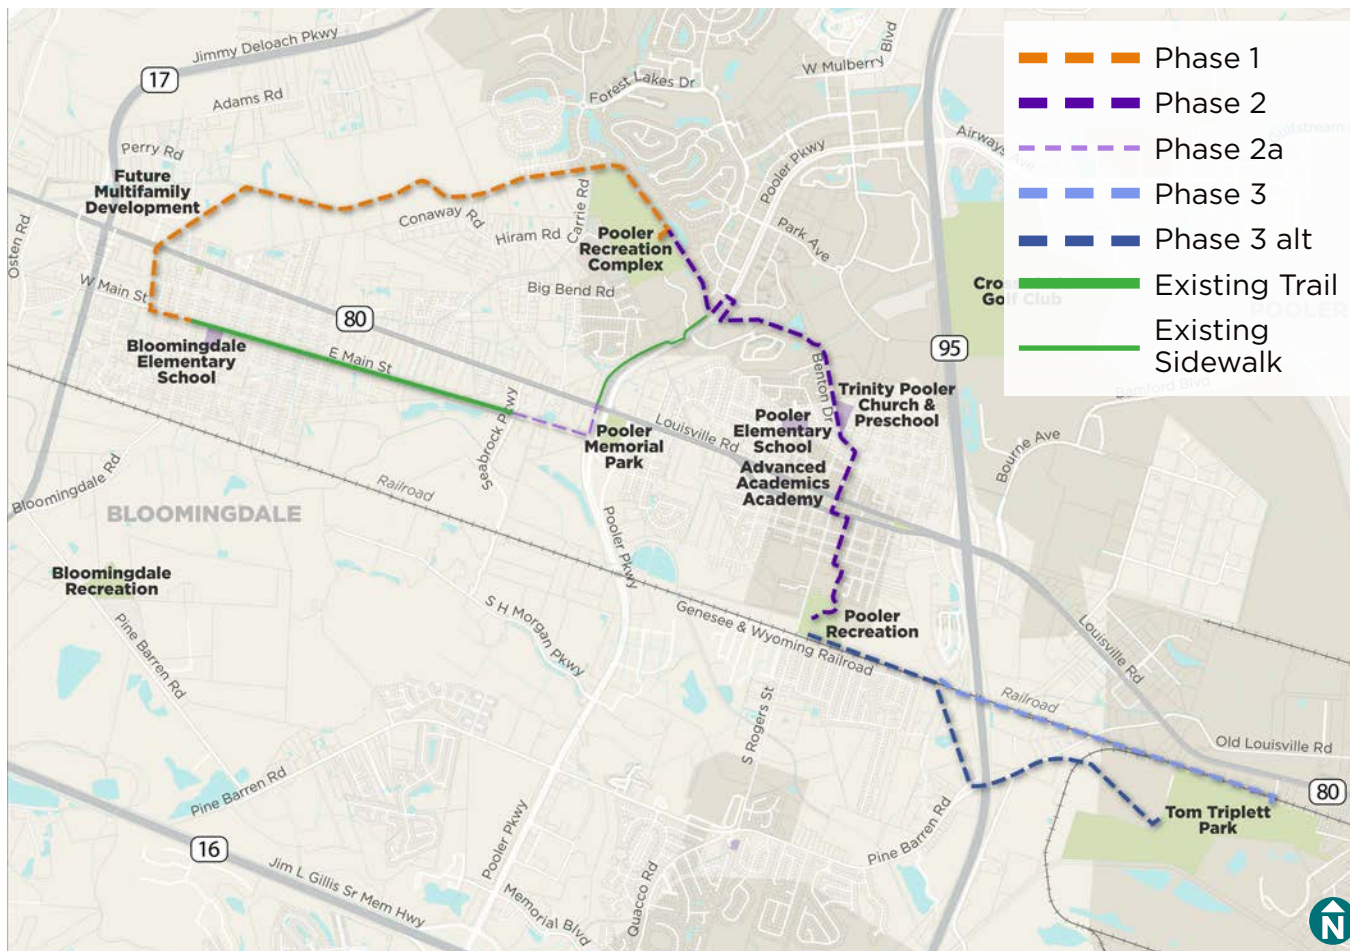 Phase 1
Phase 2
Phase 2a
Phase 3
Phase 3 alt
Existing Trail
Existing
Sidewalk
Jimmy Deloach Pkwy
17
Adams Rd
Perry Rd
Future
Multifamily
Development
Osten Rd
W Main St
Forest Lakes Dr
W Mulberry
Blvd
Airways Ave
Gulfstream
Pooler Pkwy
Park Ave
Conaway Rd
Carrie Rd
Hiram Rd
Pooler
Recreation
Complex
Big Bend Rd
80
Cros
Golf Club
POOLER
95
Bloomingdale
Elementary
School
E Main St
Benton Dr
Bamford Blvd
Trinity Pooler
Church &
Preschool
Pooler
Elementary
School
Advanced
Academics
Academy
Louisville Rd
Pooler
Memorial
Park
Seabrock Pkwy
Bourne Ave
Bloomingdale Rd
Railroad
BLOOMINGDALE
Pooler Pkwy
Bloomingdale
Recreation
Pine Barren Rd
S H Morgan Pkwy
Genesee & Wyoming Railroad
Pooler
Recreation
Louisville Rd
Railroad
S Rogers St
Old Louisville Rd
80
Pine Barren Rd
Tom Triplett
Park
Pine Barren Rd
16
Jim L Gillis Sr Mem Hwy
Pooler Pkwy
Memorial Blvd
Quacco Rd
N